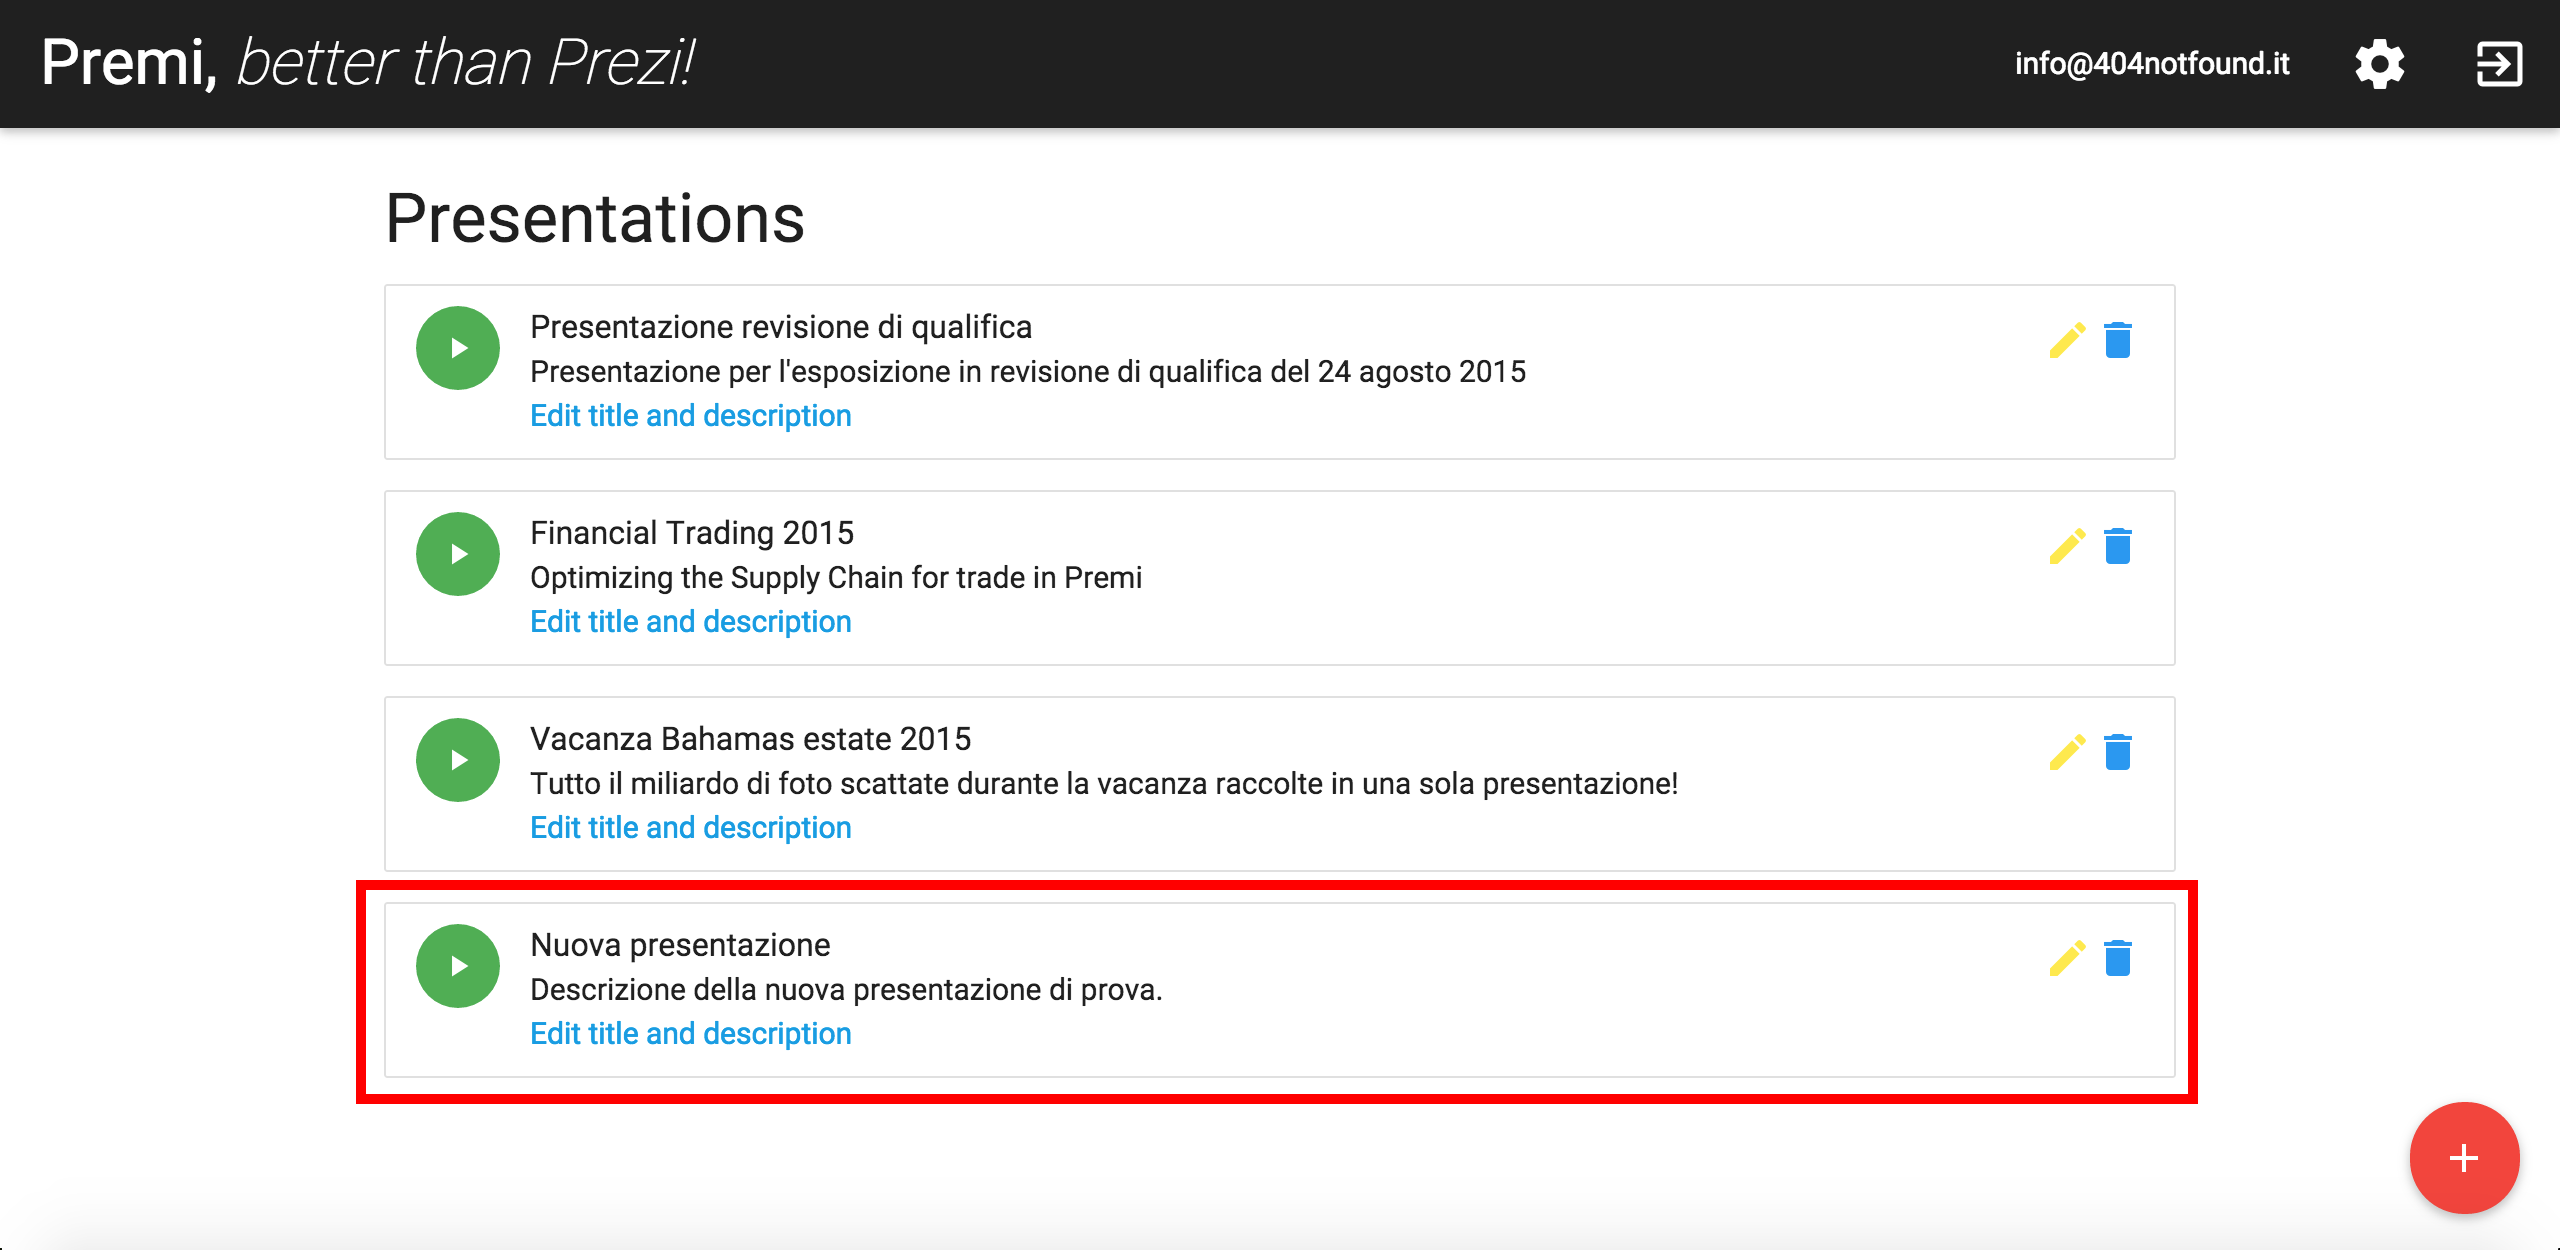 Premi, better than Prezi!
info@404notfound.it
Presentations
Presentazione revisione di qualifica
Presentazione per l'esposizione in revisione di qualifica del 24 agosto 2015
Edit title and description
Financial Trading 2015
Optimizing the Supply Chain for trade in Premi
Edit title and description
Vacanza Bahamas estate 2015
Tutto il miliardo di foto scattate durante la vacanza raccolte in una sola presentazione!
Edit title and description
Nuova presentazione
Descrizione della nuova presentazione di prova.
Edit title and description